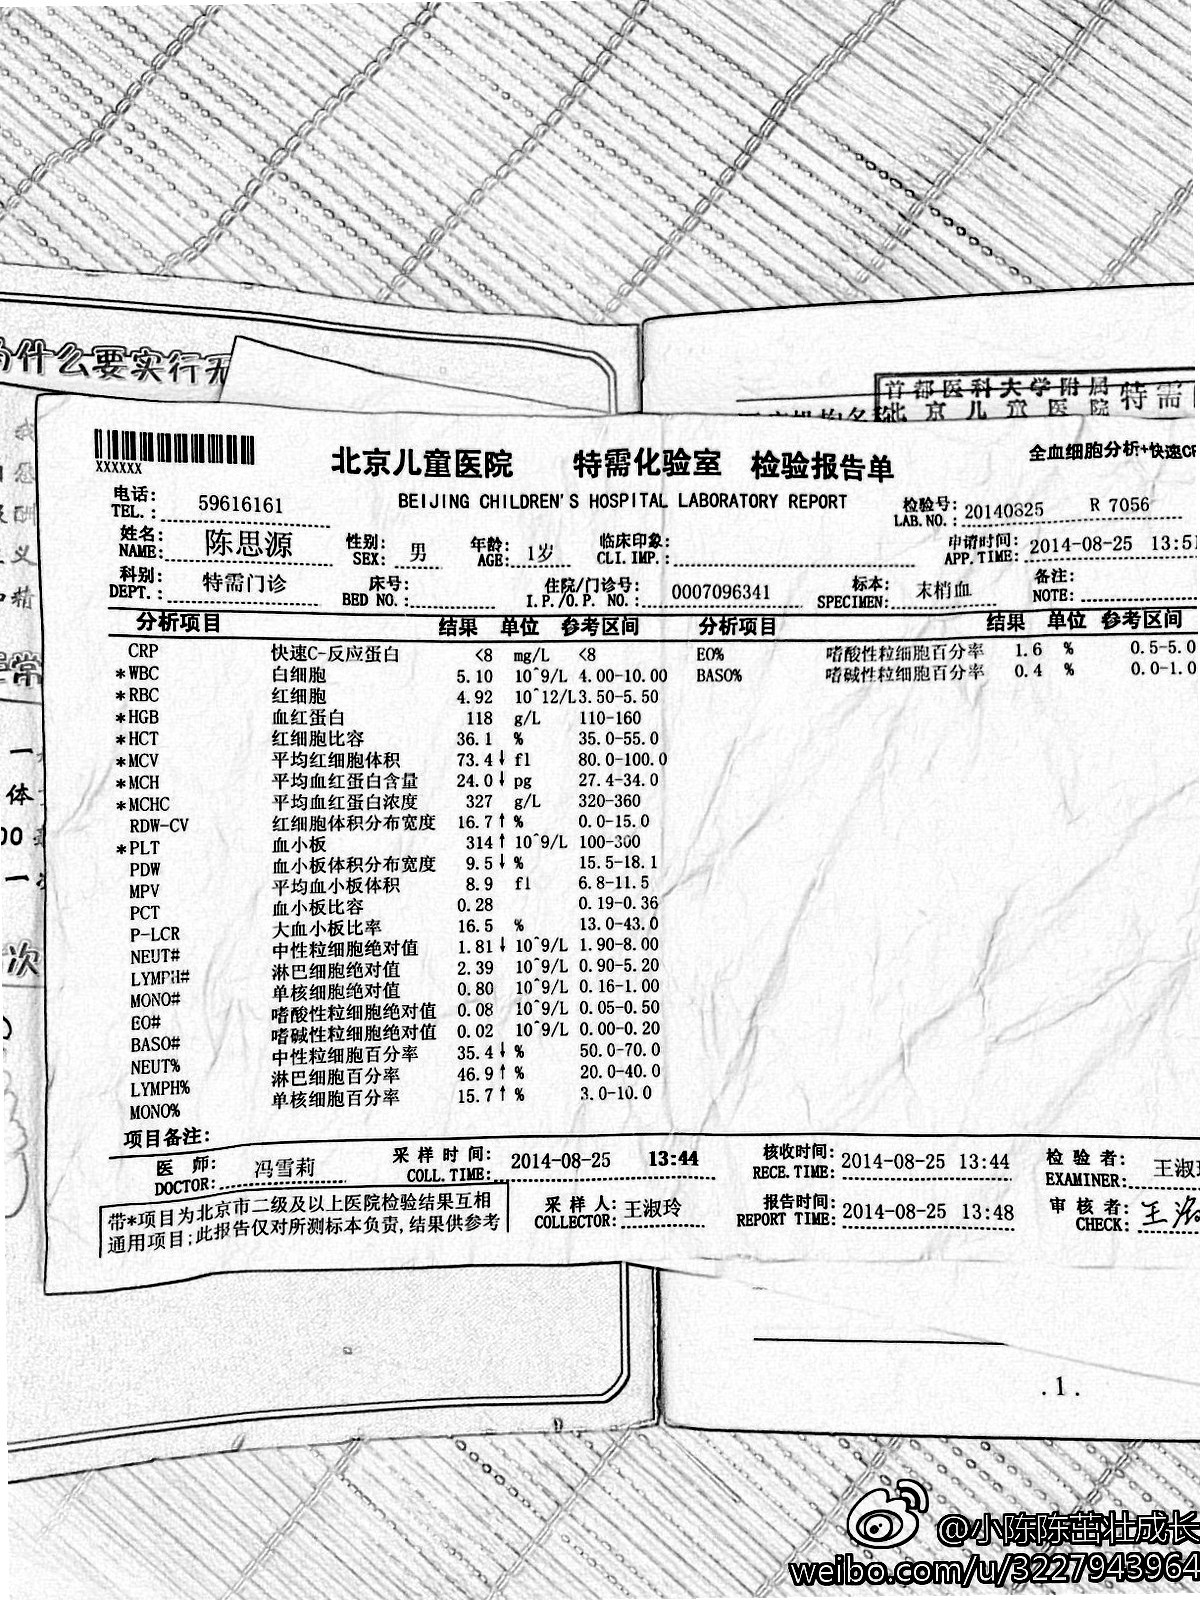 为什么要实行无
首都医科大学附属
北京儿童医院 特需
XXXXXX
北京儿童医院 特需化验室 检验报告单
全血细胞分析+快速CR
BEIJING CHILDREN'S HOSPITAL LABORATORY REPORT
电话: TEL.: 59616161 检验号: LAB.NO.: 20140825 R 7056
姓名: NAME: 陈思源 性别: SEX: 男 年龄: AGE: 1岁 临床印象: CLI.IMP.: 申请时间: APP.TIME: 2014-08-25 13:51
科别: DEPT.: 特需门诊 床号: BED NO.: 住院/门诊号: I.P./O.P. NO.: 0007096341 标本: SPECIMEN: 末梢血 备注: NOTE:
分析项目 结果 单位 参考区间 分析项目 结果 单位 参考区间
CRP 快速C-反应蛋白 <8 mg/L <8 EO% 嗜酸性粒细胞百分率 1.6 % 0.5-5.0
*WBC 白细胞 5.10 10^9/L 4.00-10.00 BASO% 嗜碱性粒细胞百分率 0.4 % 0.0-1.0
*RBC 红细胞 4.92 10^12/L 3.50-5.50
*HGB 血红蛋白 118 g/L 110-160
*HCT 红细胞比容 36.1 % 35.0-55.0
*MCV 平均红细胞体积 73.4↓ fl 80.0-100.0
*MCH 平均血红蛋白含量 24.0↓ pg 27.4-34.0
*MCHC 平均血红蛋白浓度 327 g/L 320-360
RDW-CV 红细胞体积分布宽度 16.7↑ % 0.0-15.0
*PLT 血小板 314↑ 10^9/L 100-300
PDW 血小板体积分布宽度 9.5↓ % 15.5-18.1
MPV 平均血小板体积 8.9 fl 6.8-11.5
PCT 血小板比容 0.28 0.19-0.36
P-LCR 大血小板比率 16.5 % 13.0-43.0
NEUT# 中性粒细胞绝对值 1.81↓ 10^9/L 1.90-8.00
LYMPH# 淋巴细胞绝对值 2.39 10^9/L 0.90-5.20
MONO# 单核细胞绝对值 0.80 10^9/L 0.16-1.00
EO# 嗜酸性粒细胞绝对值 0.08 10^9/L 0.05-0.50
BASO# 嗜碱性粒细胞绝对值 0.02 10^9/L 0.00-0.20
NEUT% 中性粒细胞百分率 35.4↓ % 50.0-70.0
LYMPH% 淋巴细胞百分率 46.9↑ % 20.0-40.0
MONO% 单核细胞百分率 15.7↑ % 3.0-10.0
项目备注:
医 师: DOCTOR: 冯雪莉 采样时间: COLL.TIME: 2014-08-25 13:44 核收时间: RECE.TIME: 2014-08-25 13:44 检验者: EXAMINER: 王淑玲
采样人: COLLECTOR: 王淑玲 报告时间: REPORT TIME: 2014-08-25 13:48 审核者: CHECK: 王
带*项目为北京市二级及以上医院检验结果互相
通用项目;此报告仅对所测标本负责,结果供参考
.1.
@小陈陈茁壮成长
weibo.com/u/3227943964